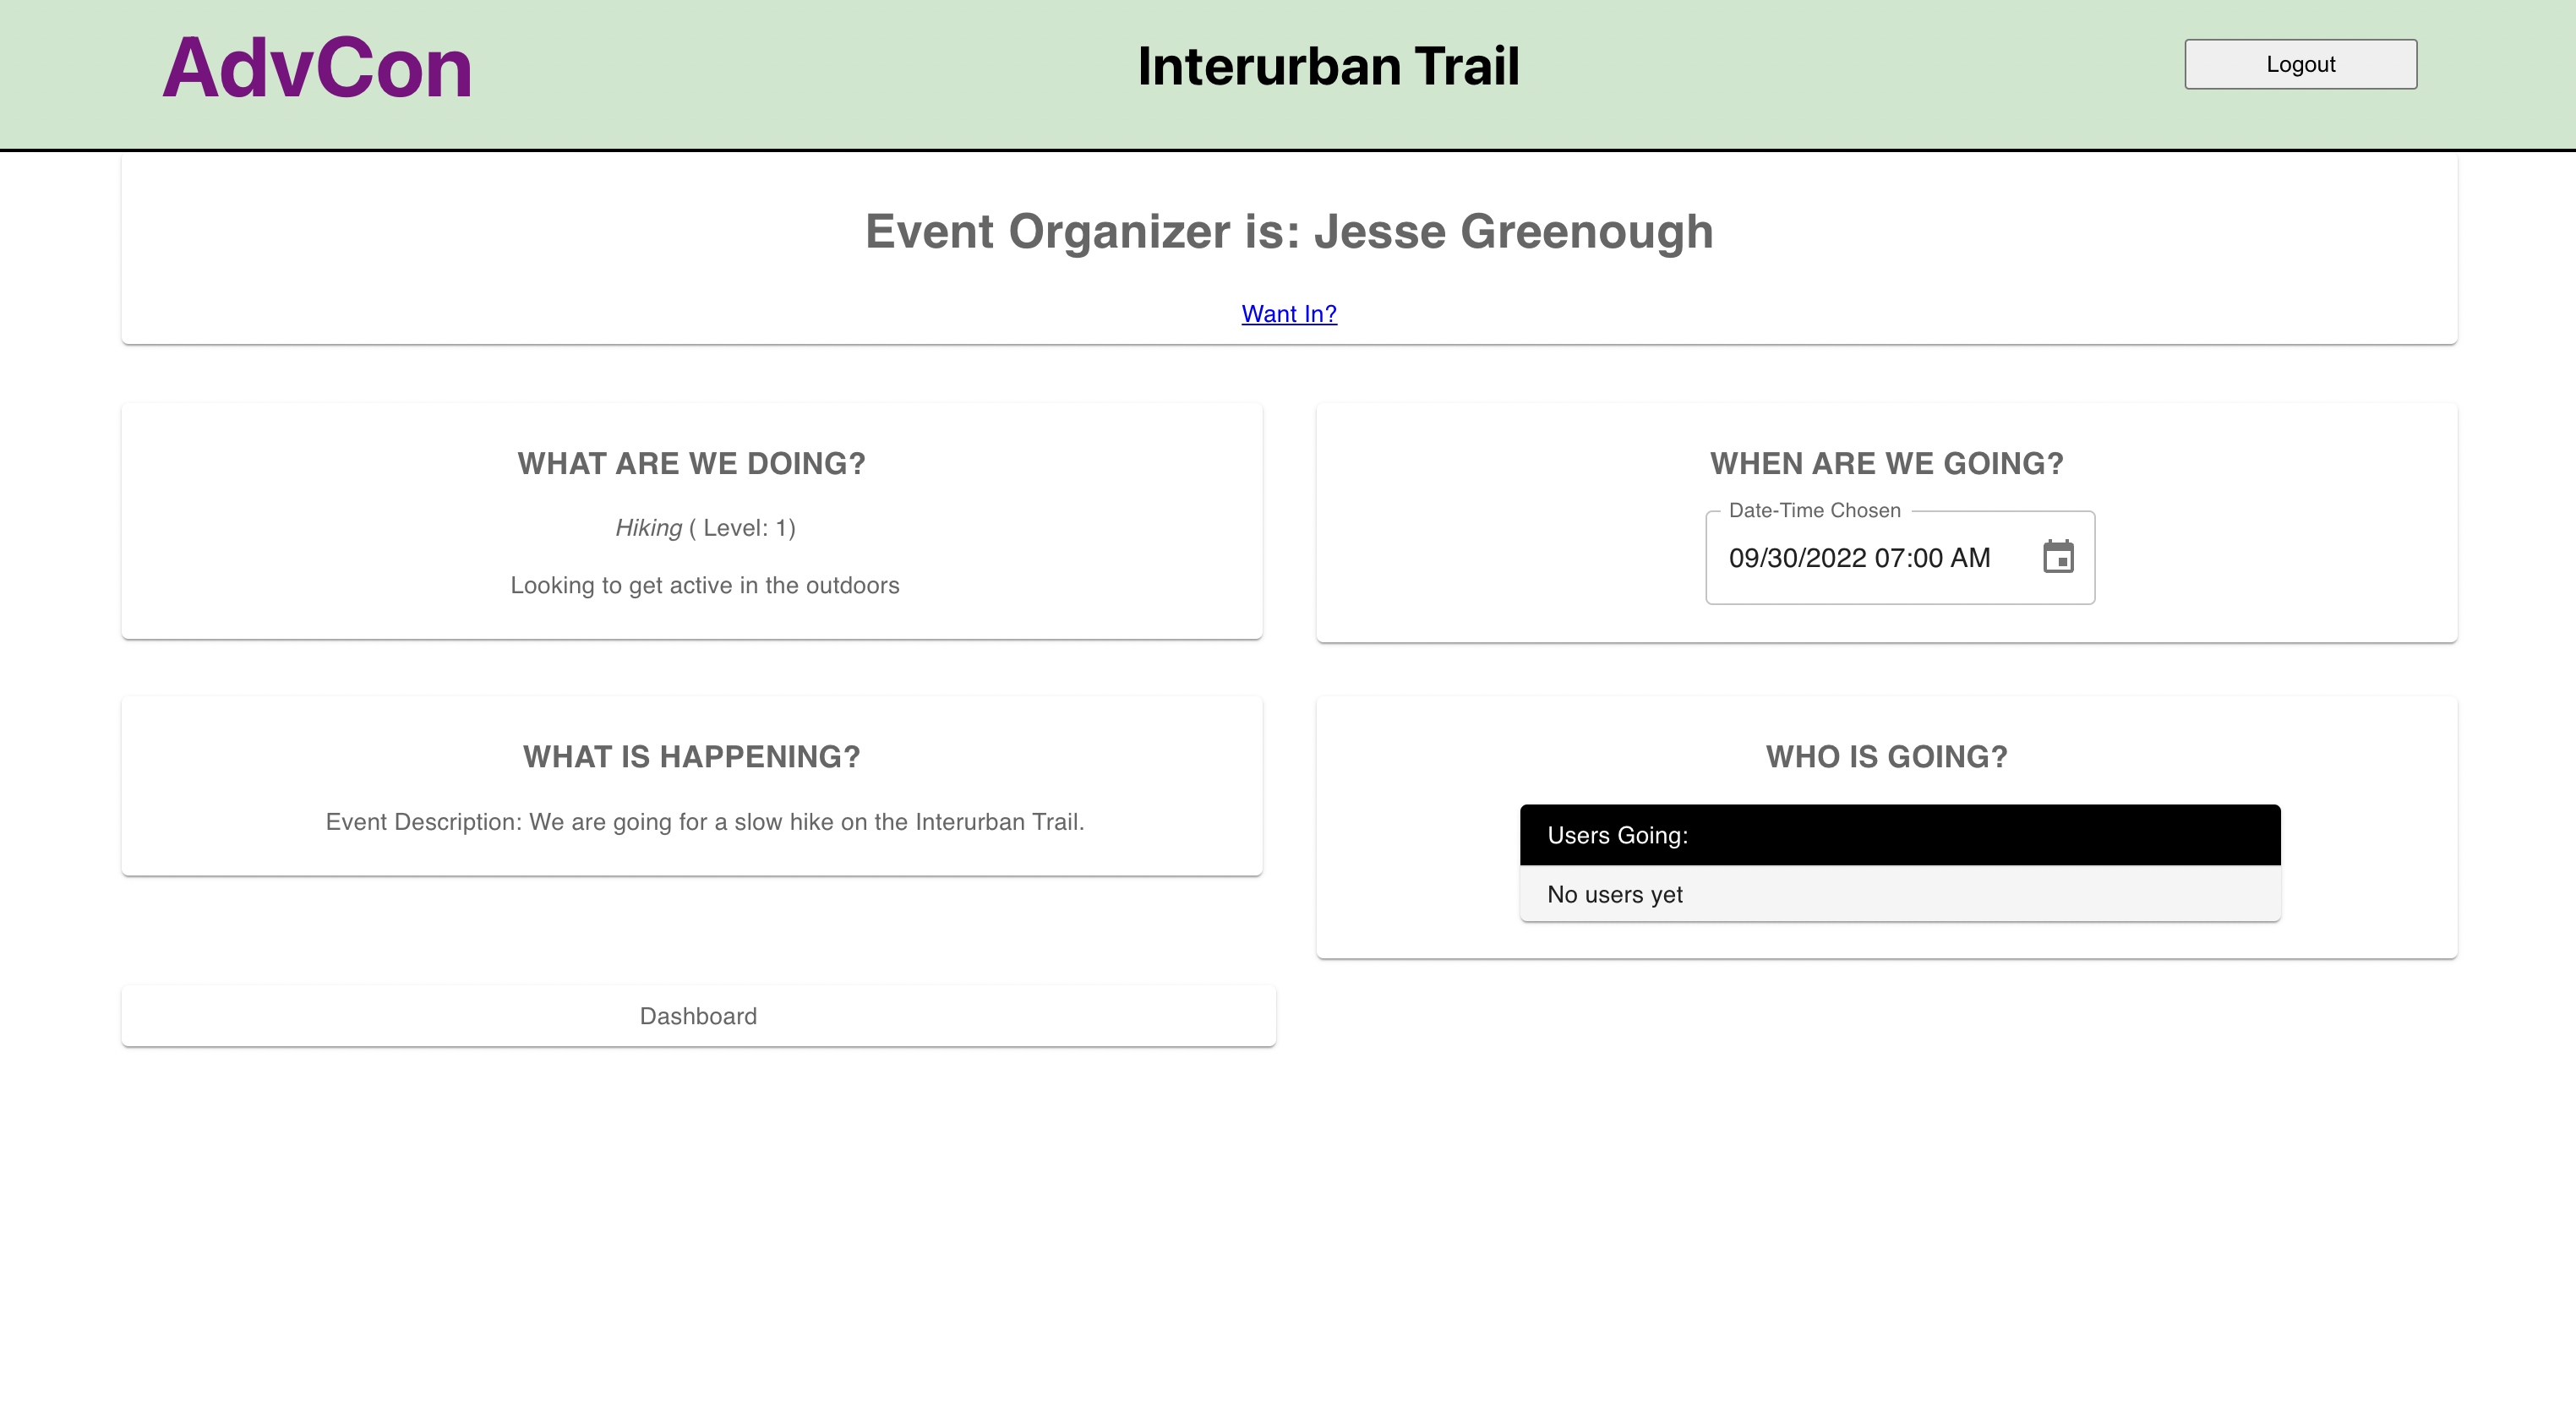 AdvCon
Interurban Trail
Logout
Event Organizer is: Jesse Greenough
Want In?
WHAT ARE WE DOING?
Hiking ( Level: 1)
Looking to get active in the outdoors
WHEN ARE WE GOING?
Date-Time Chosen
09/30/2022 07:00 AM
WHAT IS HAPPENING?
Event Description: We are going for a slow hike on the Interurban Trail.
WHO IS GOING?
Users Going:
No users yet
Dashboard